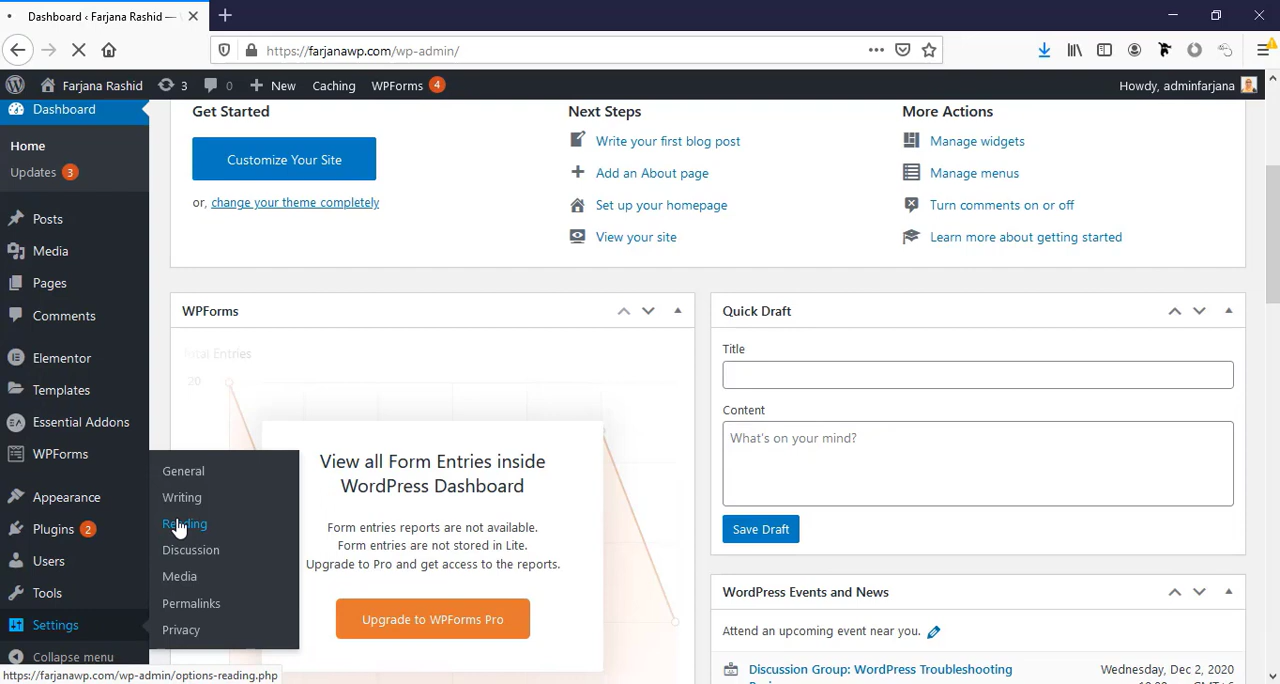 Dashboard ‹ Farjana Rashid —
https://farjanawp.com/wp-admin/
Farjana Rashid 3 0 New Caching WPForms 4 Howdy, adminfarjana
Dashboard
Home
Updates 3
Posts
Media
Pages
Comments
Elementor
Templates
Essential Addons
WPForms
Appearance
Plugins 2
Users
Tools
Settings
Collapse menu
General
Writing
Reading
Discussion
Media
Permalinks
Privacy
https://farjanawp.com/wp-admin/options-reading.php
Get Started
Customize Your Site
or, change your theme completely
Next Steps
Write your first blog post
Add an About page
Set up your homepage
View your site
More Actions
Manage widgets
Manage menus
Turn comments on or off
Learn more about getting started
WPForms
Total Entries
20
View all Form Entries inside
WordPress Dashboard
Form entries reports are not available.
Form entries are not stored in Lite.
Upgrade to Pro and get access to the reports.
Upgrade to WPForms Pro
Quick Draft
Title
Content
What's on your mind?
Save Draft
WordPress Events and News
Attend an upcoming event near you.
Discussion Group: WordPress Troubleshooting
Wednesday, Dec 2, 2020